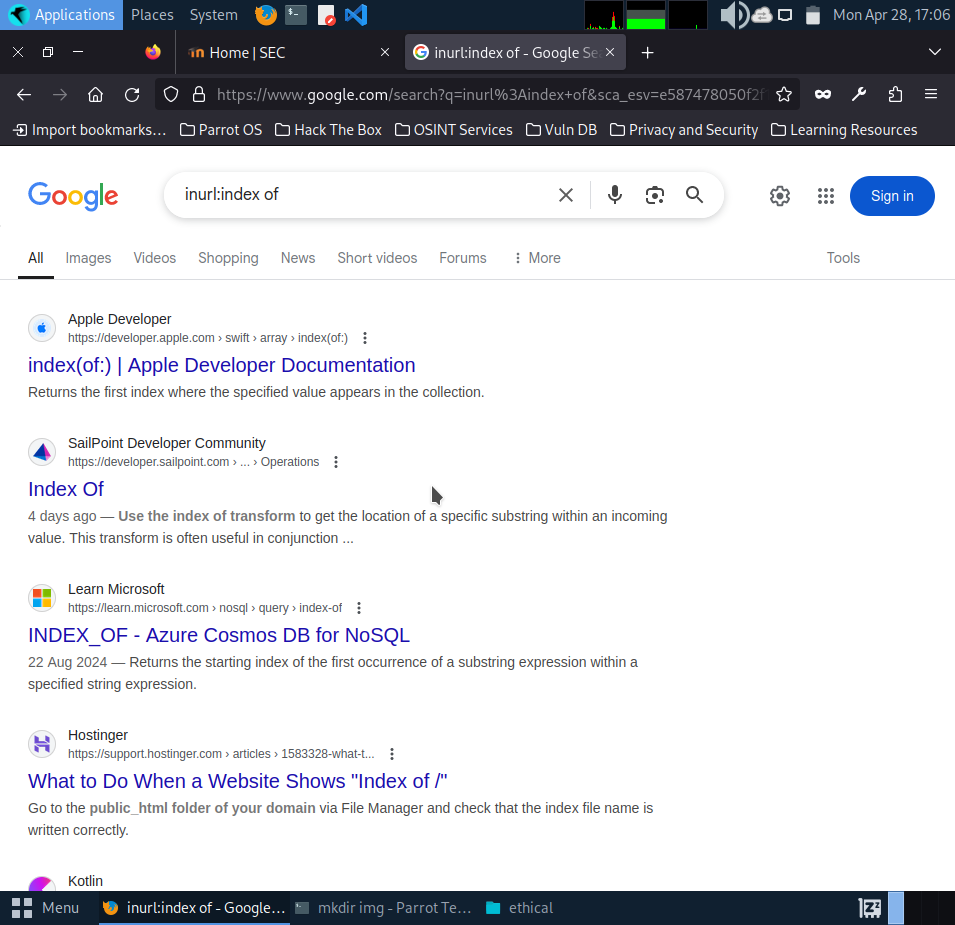 Applications Places System Mon Apr 28, 17:06
Home | SEC inurl:index of - Google Se
https://www.google.com/search?q=inurl%3Aindex+of&sca_esv=e587478050f2f
Import bookmarks… Parrot OS Hack The Box OSINT Services Vuln DB Privacy and Security Learning Resources
Google inurl:index of Sign in
All Images Videos Shopping News Short videos Forums More Tools
Apple Developer
https://developer.apple.com › swift › array › index(of:)
index(of:) | Apple Developer Documentation
Returns the first index where the specified value appears in the collection.
SailPoint Developer Community
https://developer.sailpoint.com › ... › Operations
Index Of
4 days ago — Use the index of transform to get the location of a specific substring within an incoming
value. This transform is often useful in conjunction ...
Learn Microsoft
https://learn.microsoft.com › nosql › query › index-of
INDEX_OF - Azure Cosmos DB for NoSQL
22 Aug 2024 — Returns the starting index of the first occurrence of a substring expression within a
specified string expression.
Hostinger
https://support.hostinger.com › articles › 1583328-what-t...
What to Do When a Website Shows "Index of /"
Go to the public_html folder of your domain via File Manager and check that the index file name is
written correctly.
Kotlin
Menu inurl:index of - Google… mkdir img - Parrot Te… ethical